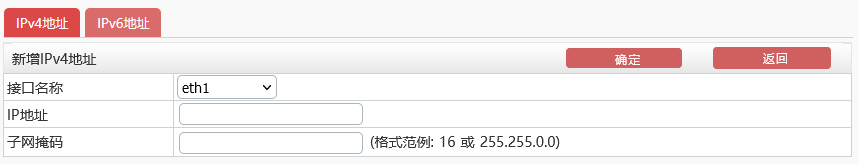 IPv4地址 IPv6地址
新增IPv4地址 确定 返回
接口名称 eth1
IP地址
子网掩码 (格式范例: 16 或 255.255.0.0)